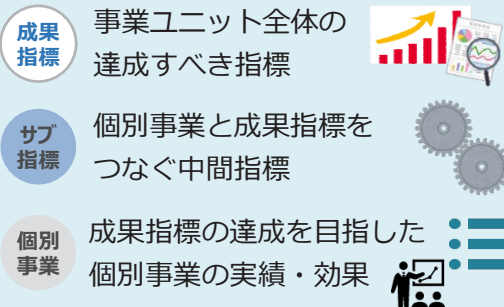 成果
指標
事業ユニット全体の
達成すべき指標
サブ
指標
個別事業と成果指標を
つなぐ中間指標
個別
事業
成果指標の達成を目指した
個別事業の実績・効果